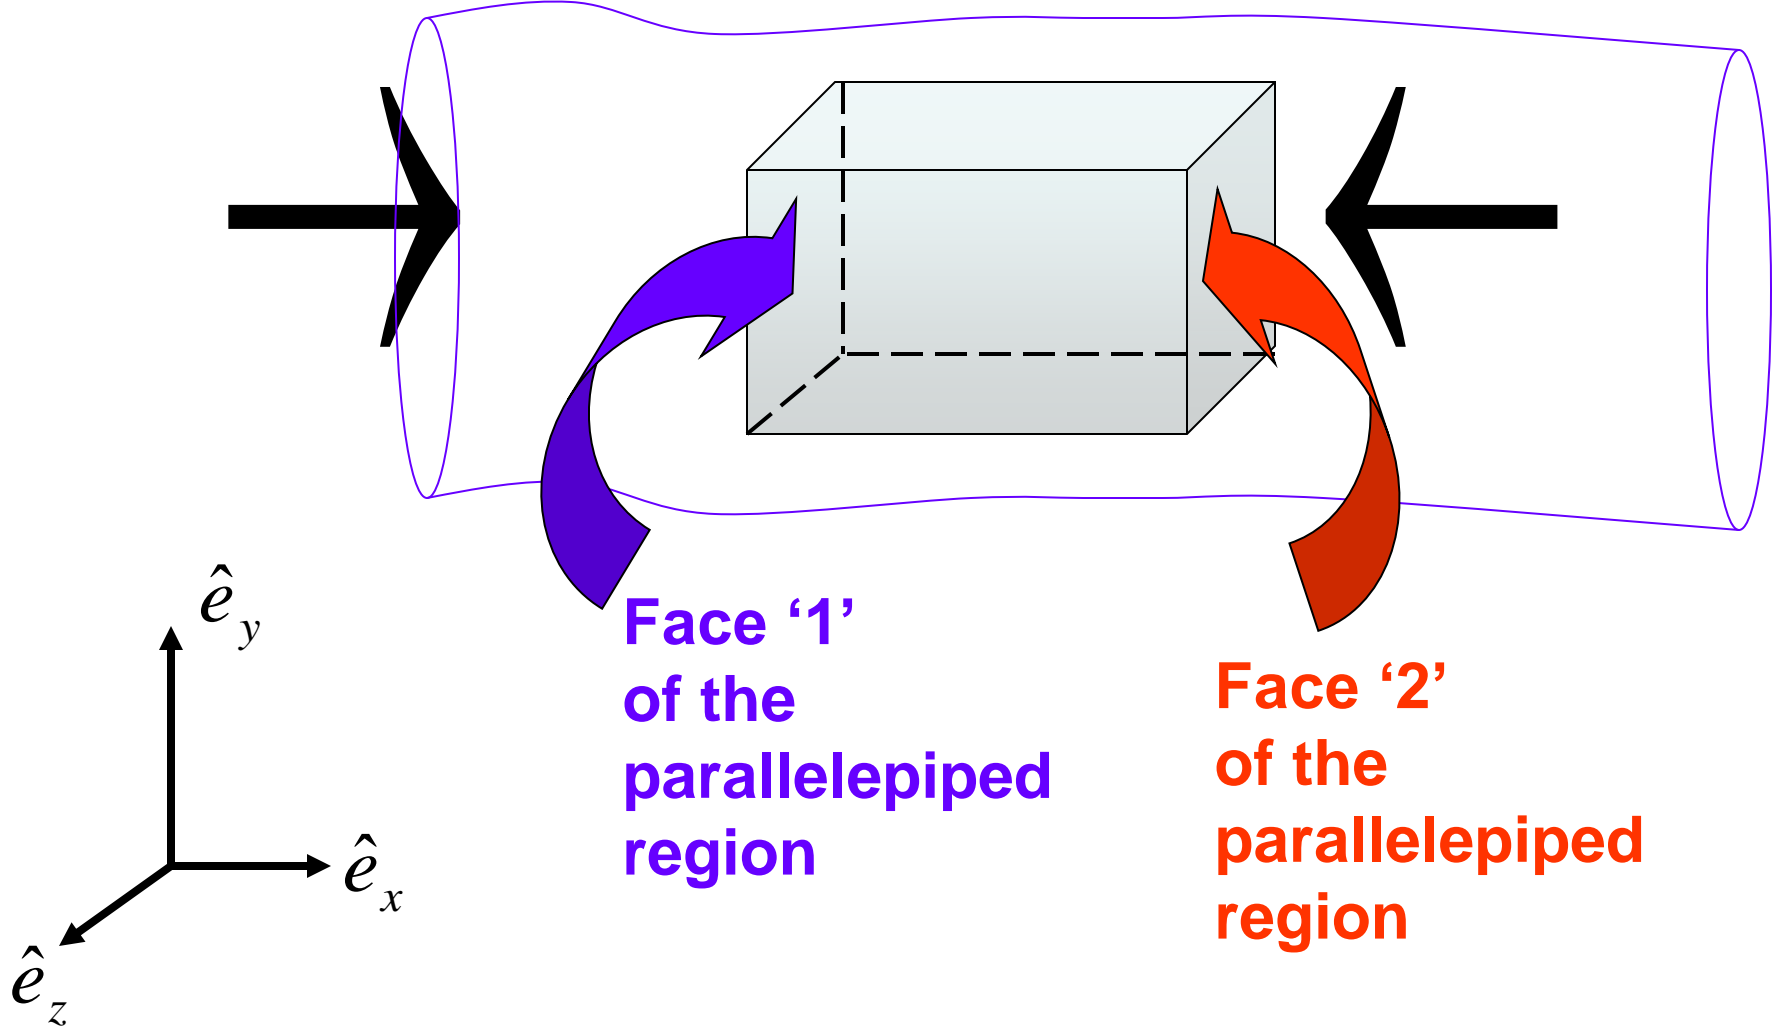 Face ‘1’
of the
parallelepiped
region
Face ‘2’
of the
parallelepiped
region
ê_y
ê_x
ê_z